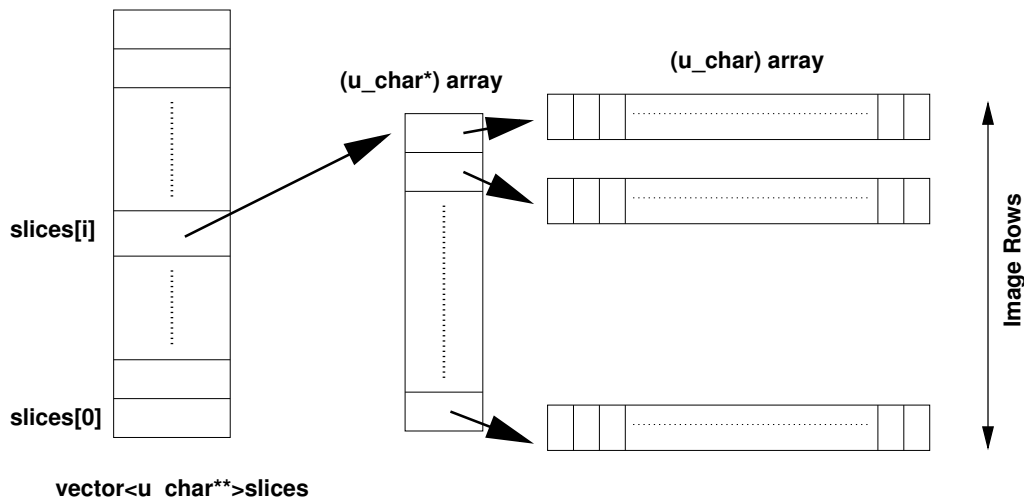 (u_char*) array
(u_char) array
slices[i]
slices[0]
Image Rows
vector<u_char**>slices